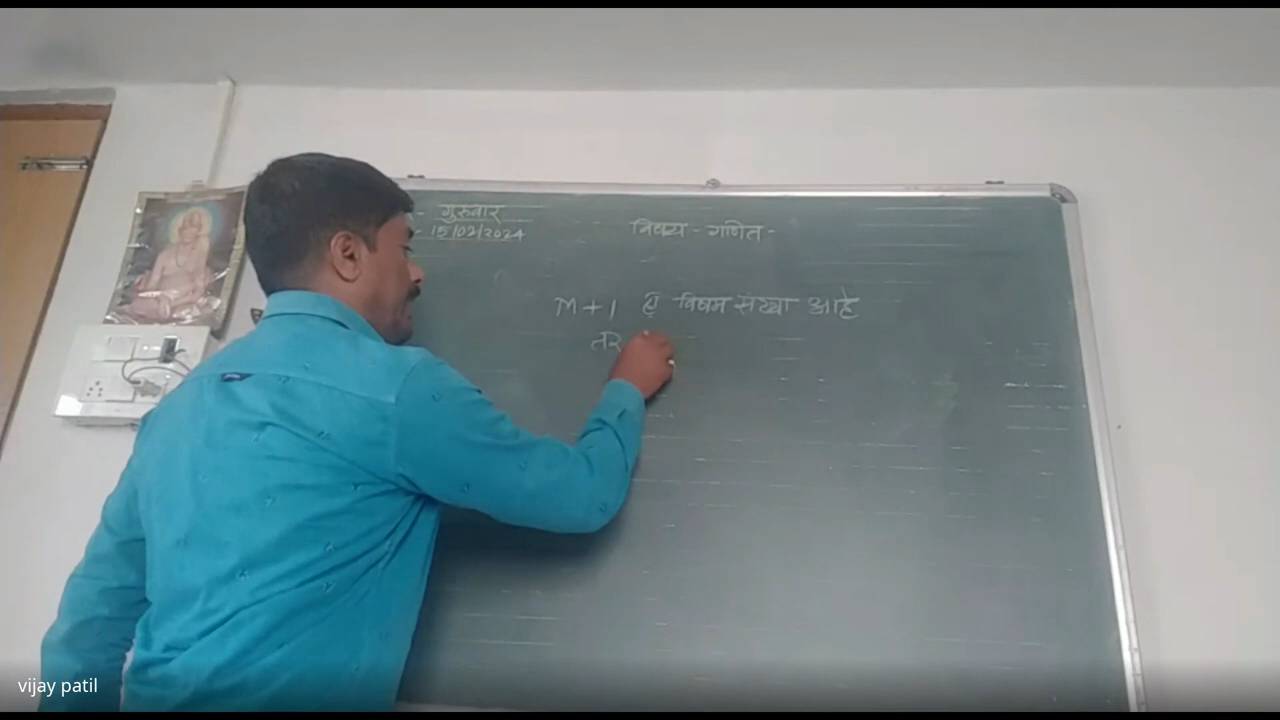 - गुरुवार
- 15/02/2024
विषय - गणित -
m + 1 ही विषम संख्या आहे
तर
vijay patil